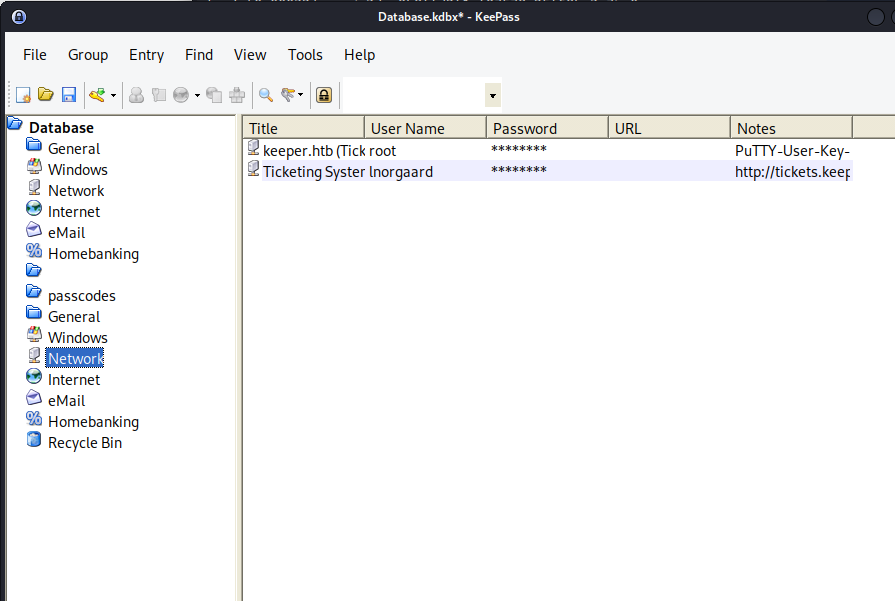 Database.kdbx* - KeePass
File Group Entry Find View Tools Help
Title User Name Password URL Notes
keeper.htb (Tick root ******** PuTTY-User-Key-
Ticketing Syster lnorgaard ******** http://tickets.keep
Database
General
Windows
Network
Internet
eMail
Homebanking
passcodes
General
Windows
Network
Internet
eMail
Homebanking
Recycle Bin